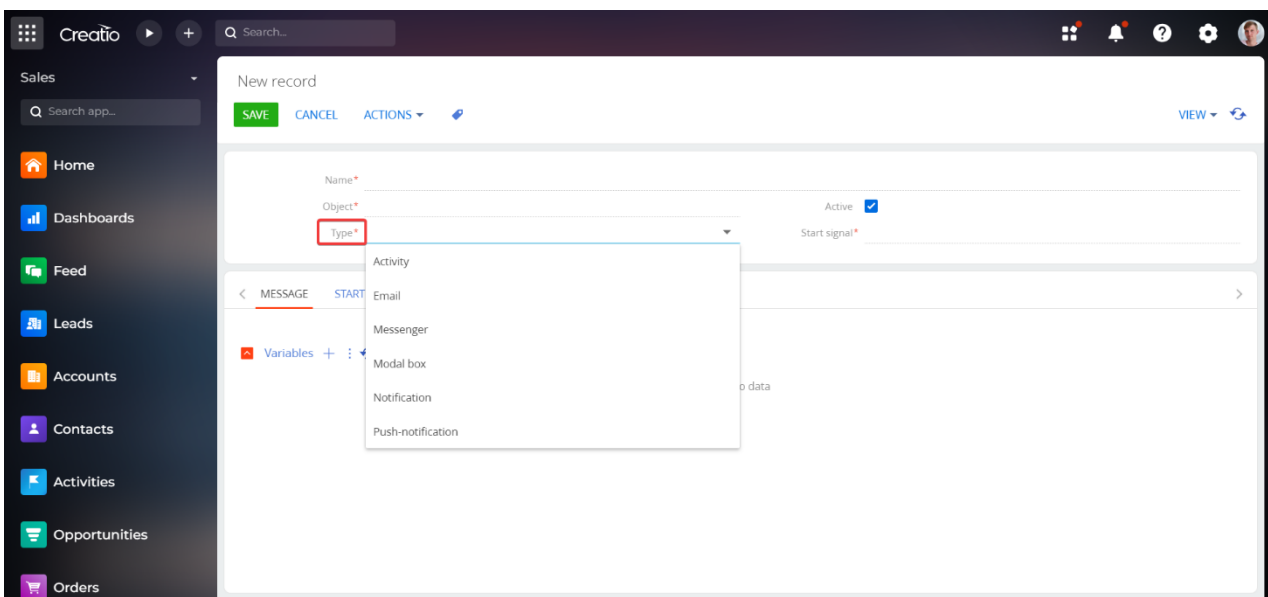 Creatio
Search...
Sales
Search app...
Home
Dashboards
Feed
Leads
Accounts
Contacts
Activities
Opportunities
Orders
New record
SAVE CANCEL ACTIONS VIEW
Name*
Object* Active
Type* Start signal*
Activity
Email
Messenger
Modal box
Notification
Push-notification
MESSAGE START
Variables
data